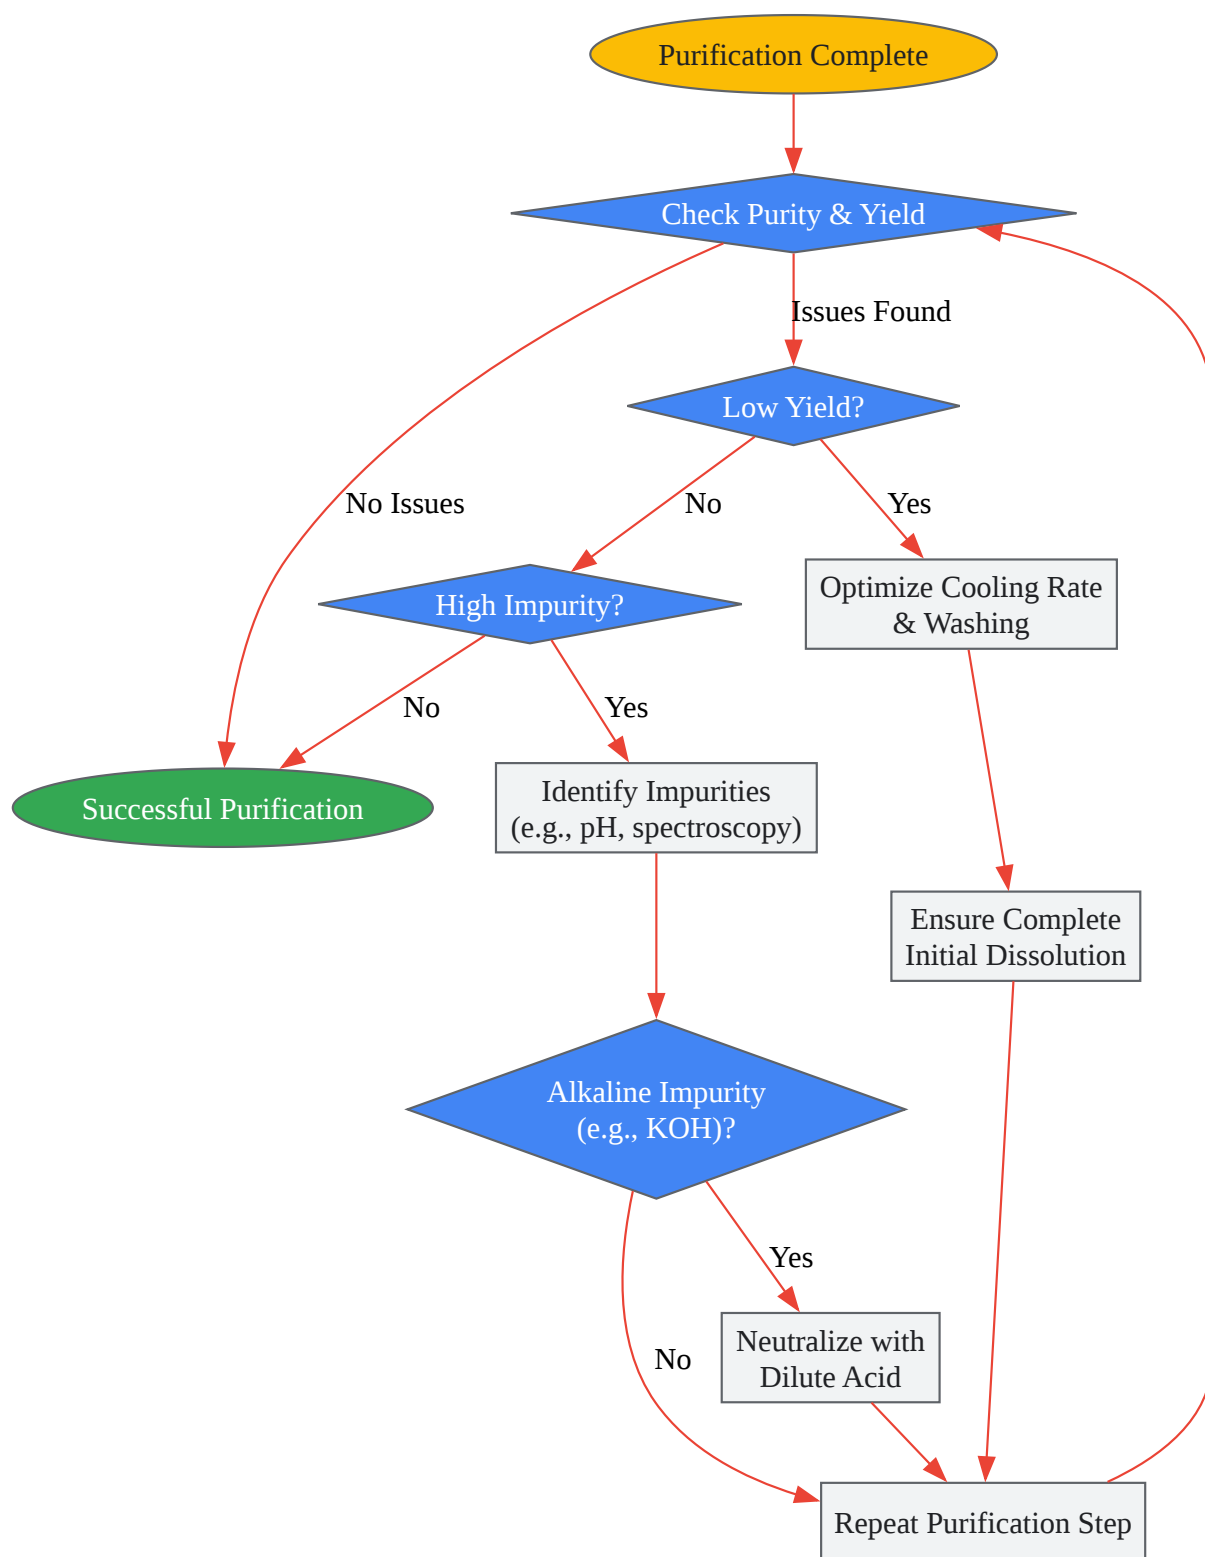 Purification Complete
Check Purity & Yield
Issues Found
Low Yield?
No Issues
No
Yes
Optimize Cooling Rate
& Washing
High Impurity?
No
Yes
Successful Purification
Identify Impurities
(e.g., pH, spectroscopy)
Ensure Complete
Initial Dissolution
Alkaline Impurity
(e.g., KOH)?
Yes
No
Neutralize with
Dilute Acid
Repeat Purification Step